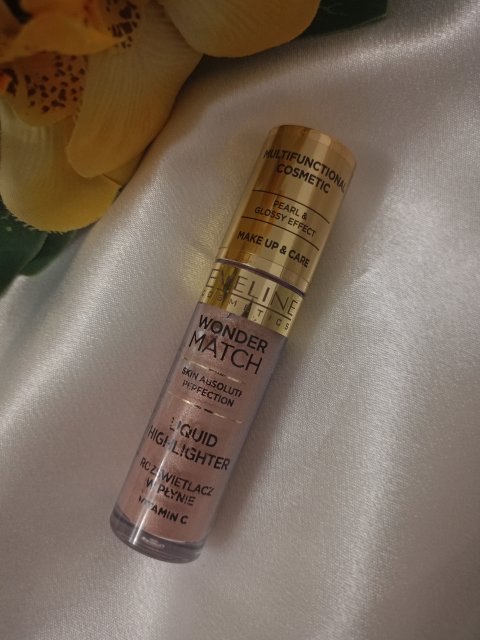 MULTIFUNCTIONAL
COSMETIC
PEARL &
GLOSSY EFFECT
MAKE UP & CARE
EVELINE
COSMETICS
WONDER
MATCH
SKIN ABSOLUTE
PERFECTION
LIQUID
HIGHLIGHTER
ROZŚWIETLACZ
W PŁYNIE
VITAMIN C